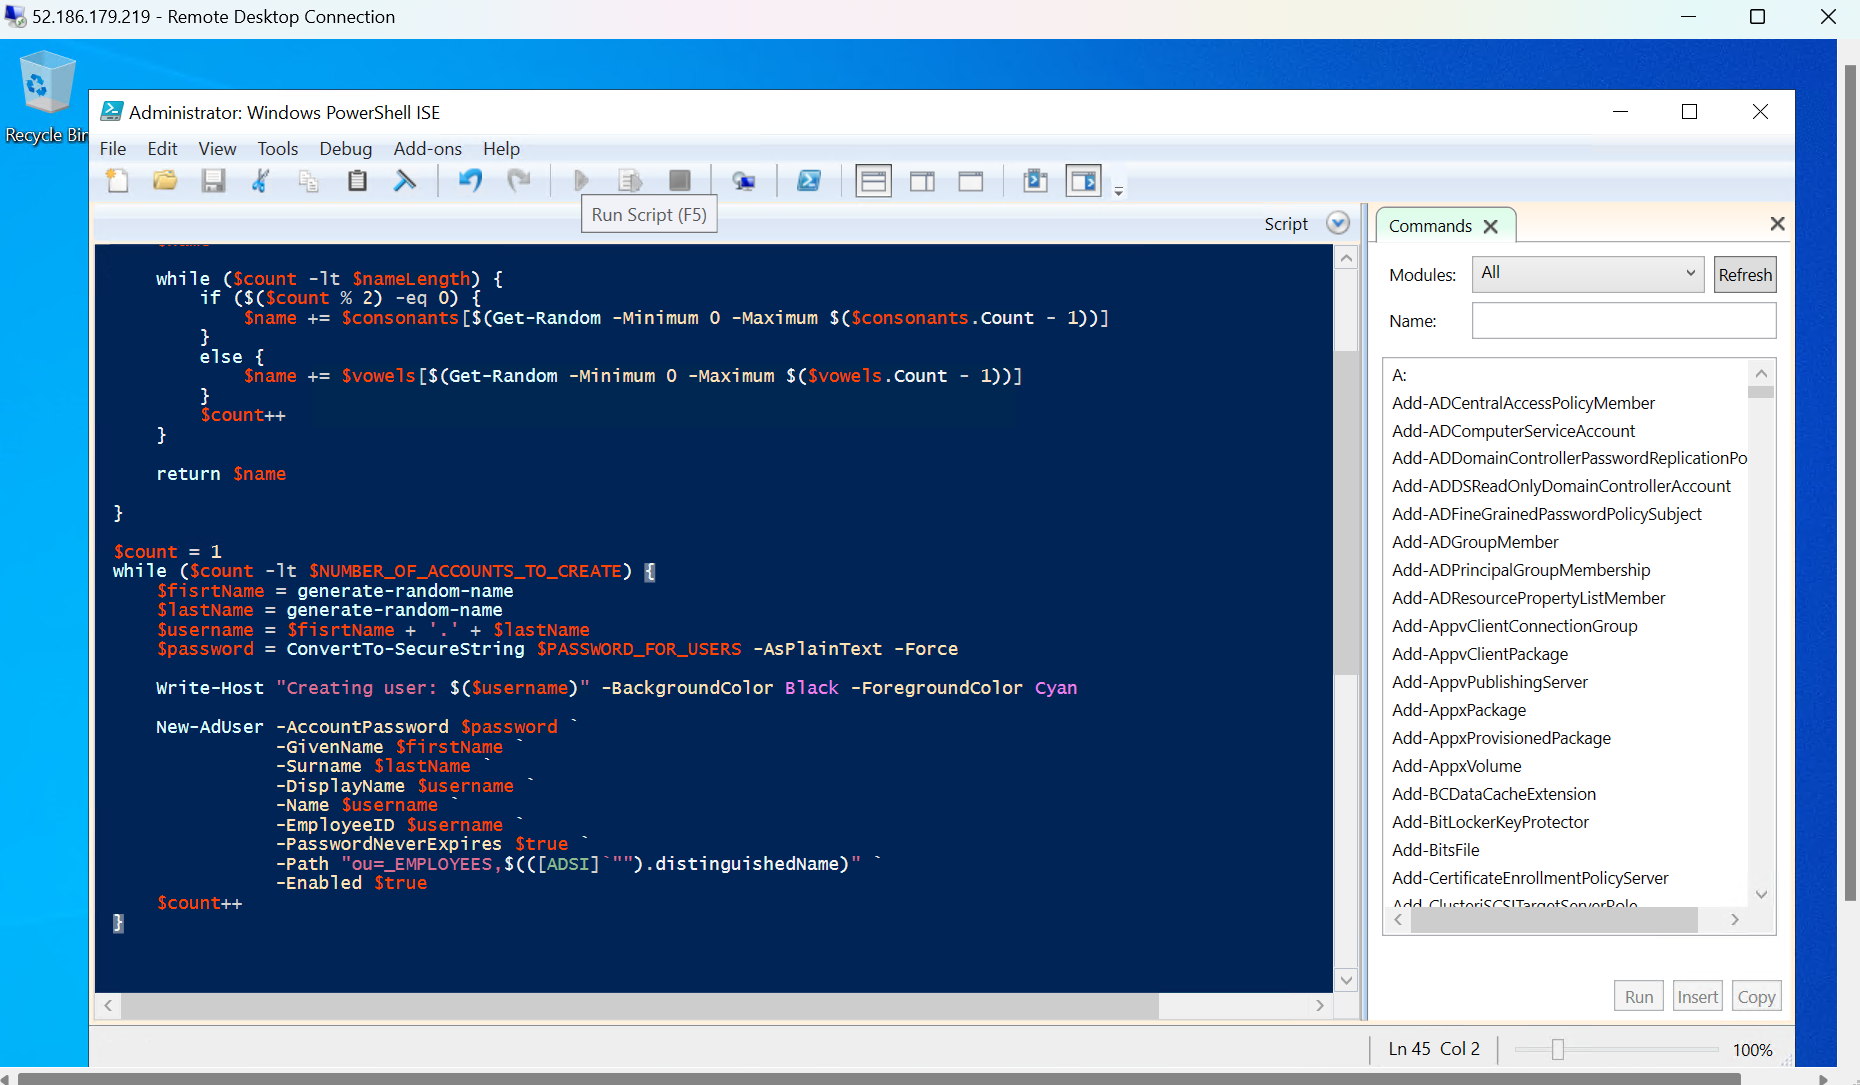 52.186.179.219 - Remote Desktop Connection
Recycle Bin
Administrator: Windows PowerShell ISE
File Edit View Tools Debug Add-ons Help
Run Script (F5)
Script
while ($count -lt $nameLength) {
if ($($count % 2) -eq 0) {
$name += $consonants[$(Get-Random -Minimum 0 -Maximum $($consonants.Count - 1))]
}
else {
$name += $vowels[$(Get-Random -Minimum 0 -Maximum $($vowels.Count - 1))]
}
$count++
}
return $name
}
$count = 1
while ($count -lt $NUMBER_OF_ACCOUNTS_TO_CREATE) {
$fisrtName = generate-random-name
$lastName = generate-random-name
$username = $fisrtName + '.' + $lastName
$password = ConvertTo-SecureString $PASSWORD_FOR_USERS -AsPlainText -Force
Write-Host "Creating user: $($username)" -BackgroundColor Black -ForegroundColor Cyan
New-AdUser -AccountPassword $password `
-GivenName $firstName `
-Surname $lastName `
-DisplayName $username `
-Name $username `
-EmployeeID $username `
-PasswordNeverExpires $true `
-Path "ou=_EMPLOYEES,$(([ADSI]`"").distinguishedName)" `
-Enabled $true
$count++
}
Commands
Modules: All Refresh
Name:
A:
Add-ADCentralAccessPolicyMember
Add-ADComputerServiceAccount
Add-ADDomainControllerPasswordReplicationPo
Add-ADDSReadOnlyDomainControllerAccount
Add-ADFineGrainedPasswordPolicySubject
Add-ADGroupMember
Add-ADPrincipalGroupMembership
Add-ADResourcePropertyListMember
Add-AppvClientConnectionGroup
Add-AppvClientPackage
Add-AppvPublishingServer
Add-AppxPackage
Add-AppxProvisionedPackage
Add-AppxVolume
Add-BCDataCacheExtension
Add-BitLockerKeyProtector
Add-BitsFile
Add-CertificateEnrollmentPolicyServer
Add-ClusteriSCSITargetServerRole
Run Insert Copy
Ln 45 Col 2 100%